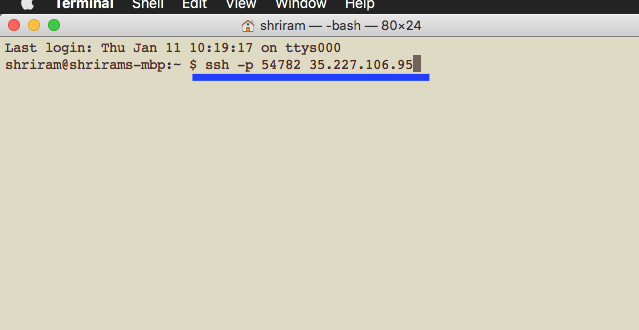 Terminal Shell Edit View Window Help
shriram — -bash — 80×24
Last login: Thu Jan 11 10:19:17 on ttys000
shriram@shrirams-mbp:~ $ ssh -p 54782 35.227.106.95